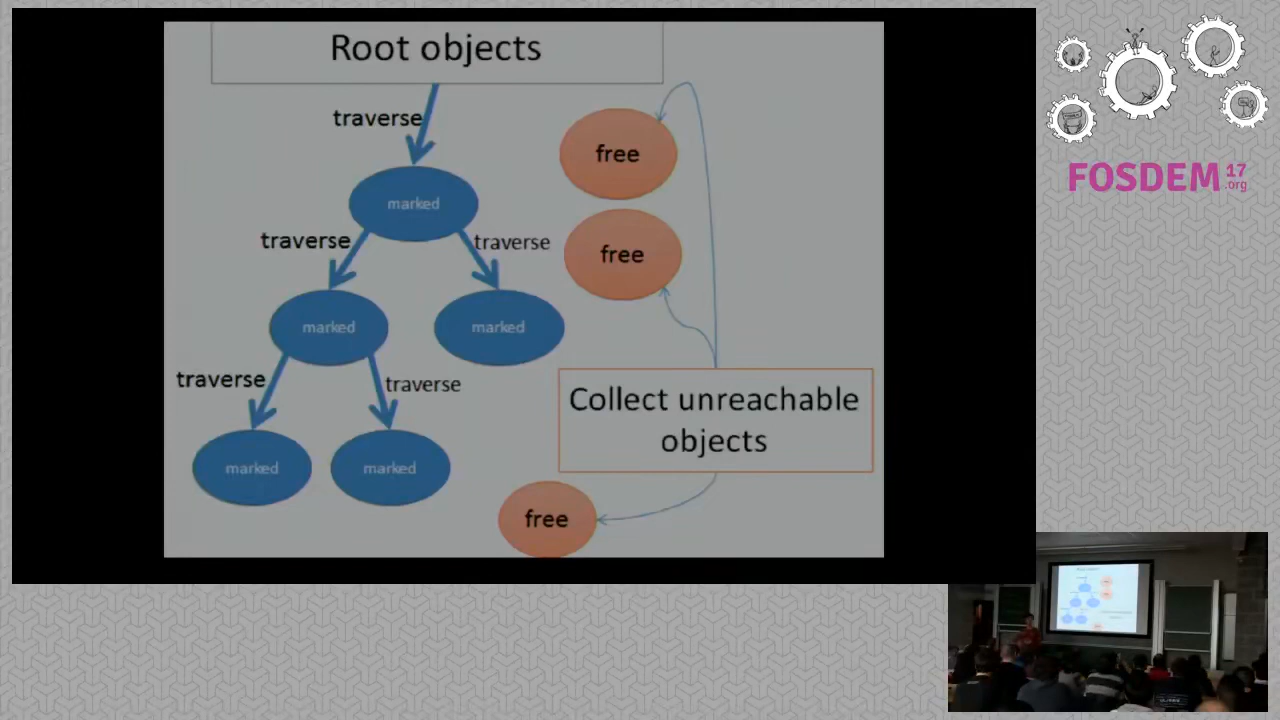 Root objects
traverse
free
marked
free
traverse
traverse
marked
marked
traverse
traverse
Collect unreachable
objects
marked
marked
free
FOSDEM 17
.org